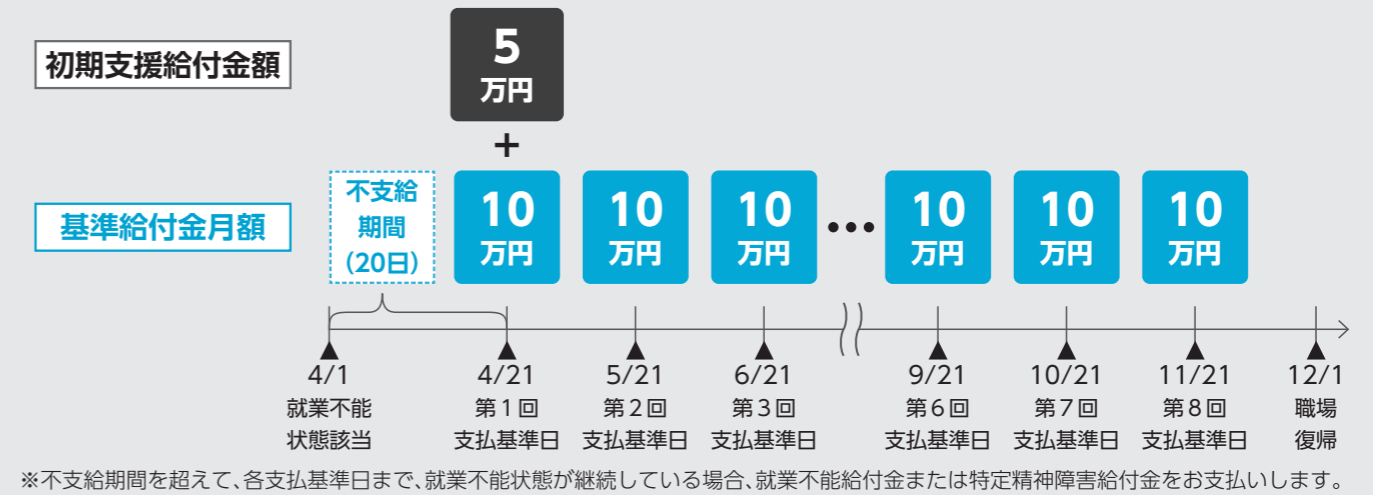 初期支援給付金額
5
万円
+
基準給付金月額
不支給
期間
(20日)
10
万円
10
万円
10
万円
•••
10
万円
10
万円
10
万円
4/1
就業不能
状態該当
4/21
第1回
支払基準日
5/21
第2回
支払基準日
6/21
第3回
支払基準日
9/21
第6回
支払基準日
10/21
第7回
支払基準日
11/21
第8回
支払基準日
12/1
職場
復帰
※不支給期間を超えて、各支払基準日まで、就業不能状態が継続している場合、就業不能給付金または特定精神障害給付金をお支払いします。